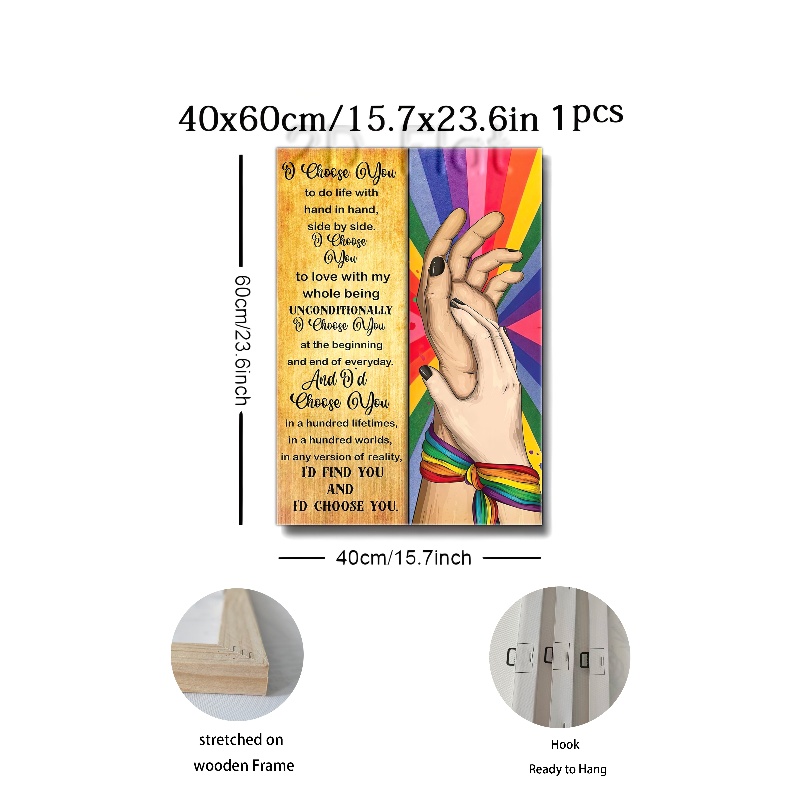 40x60cm/15.7x23.6in 1pcs
2D Flat
I Choose You
to do life with
hand in hand,
side by side.
I Choose
You
to love with my
whole being
UNCONDITIONALLY
I Choose You
at the beginning
and end of everyday.
And I'd
Choose You
in a hundred lifetimes,
in a hundred worlds,
in any version of reality,
I'D FIND YOU
AND
I'D CHOOSE YOU.
60cm/23.6inch
40cm/15.7inch
stretched on
wooden Frame
Hook
Ready to Hang